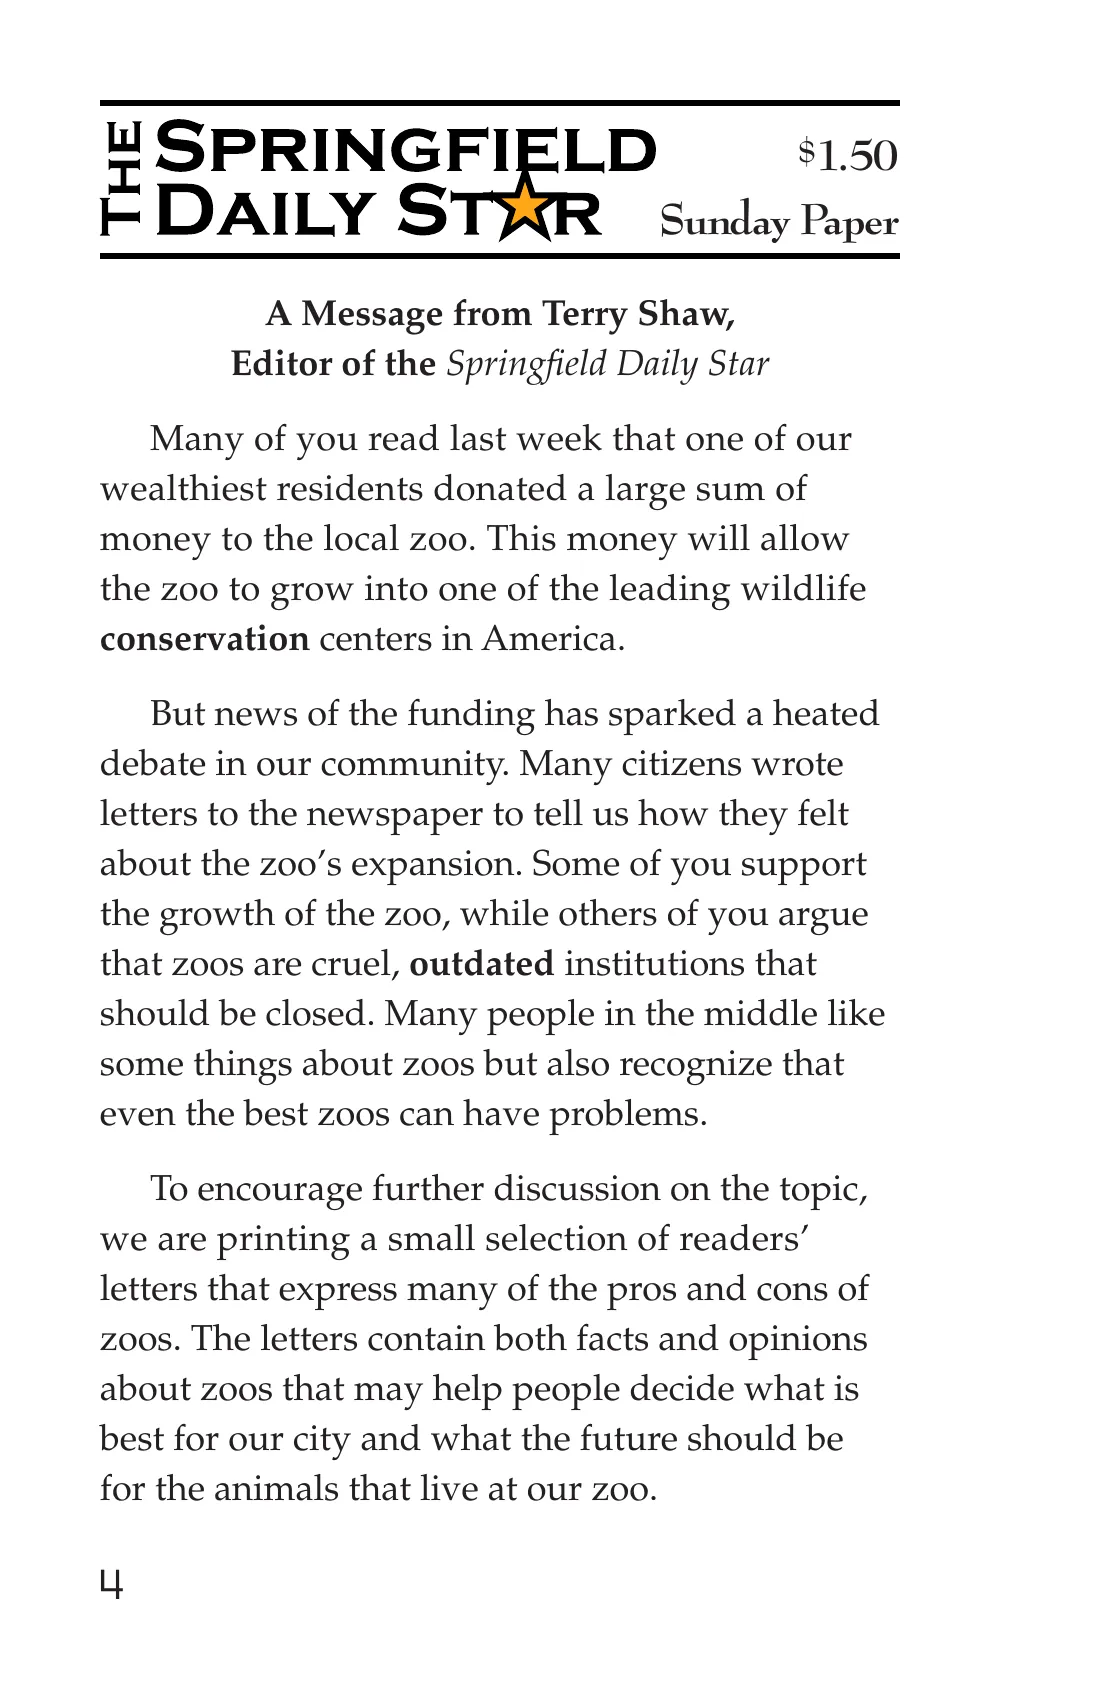 THE SPRINGFIELD
DAILY STAR
$1.50
Sunday Paper
A Message from Terry Shaw,
Editor of the Springfield Daily Star
Many of you read last week that one of our
wealthiest residents donated a large sum of
money to the local zoo. This money will allow
the zoo to grow into one of the leading wildlife
conservation centers in America.
But news of the funding has sparked a heated
debate in our community. Many citizens wrote
letters to the newspaper to tell us how they felt
about the zoo’s expansion. Some of you support
the growth of the zoo, while others of you argue
that zoos are cruel, outdated institutions that
should be closed. Many people in the middle like
some things about zoos but also recognize that
even the best zoos can have problems.
To encourage further discussion on the topic,
we are printing a small selection of readers’
letters that express many of the pros and cons of
zoos. The letters contain both facts and opinions
about zoos that may help people decide what is
best for our city and what the future should be
for the animals that live at our zoo.
4